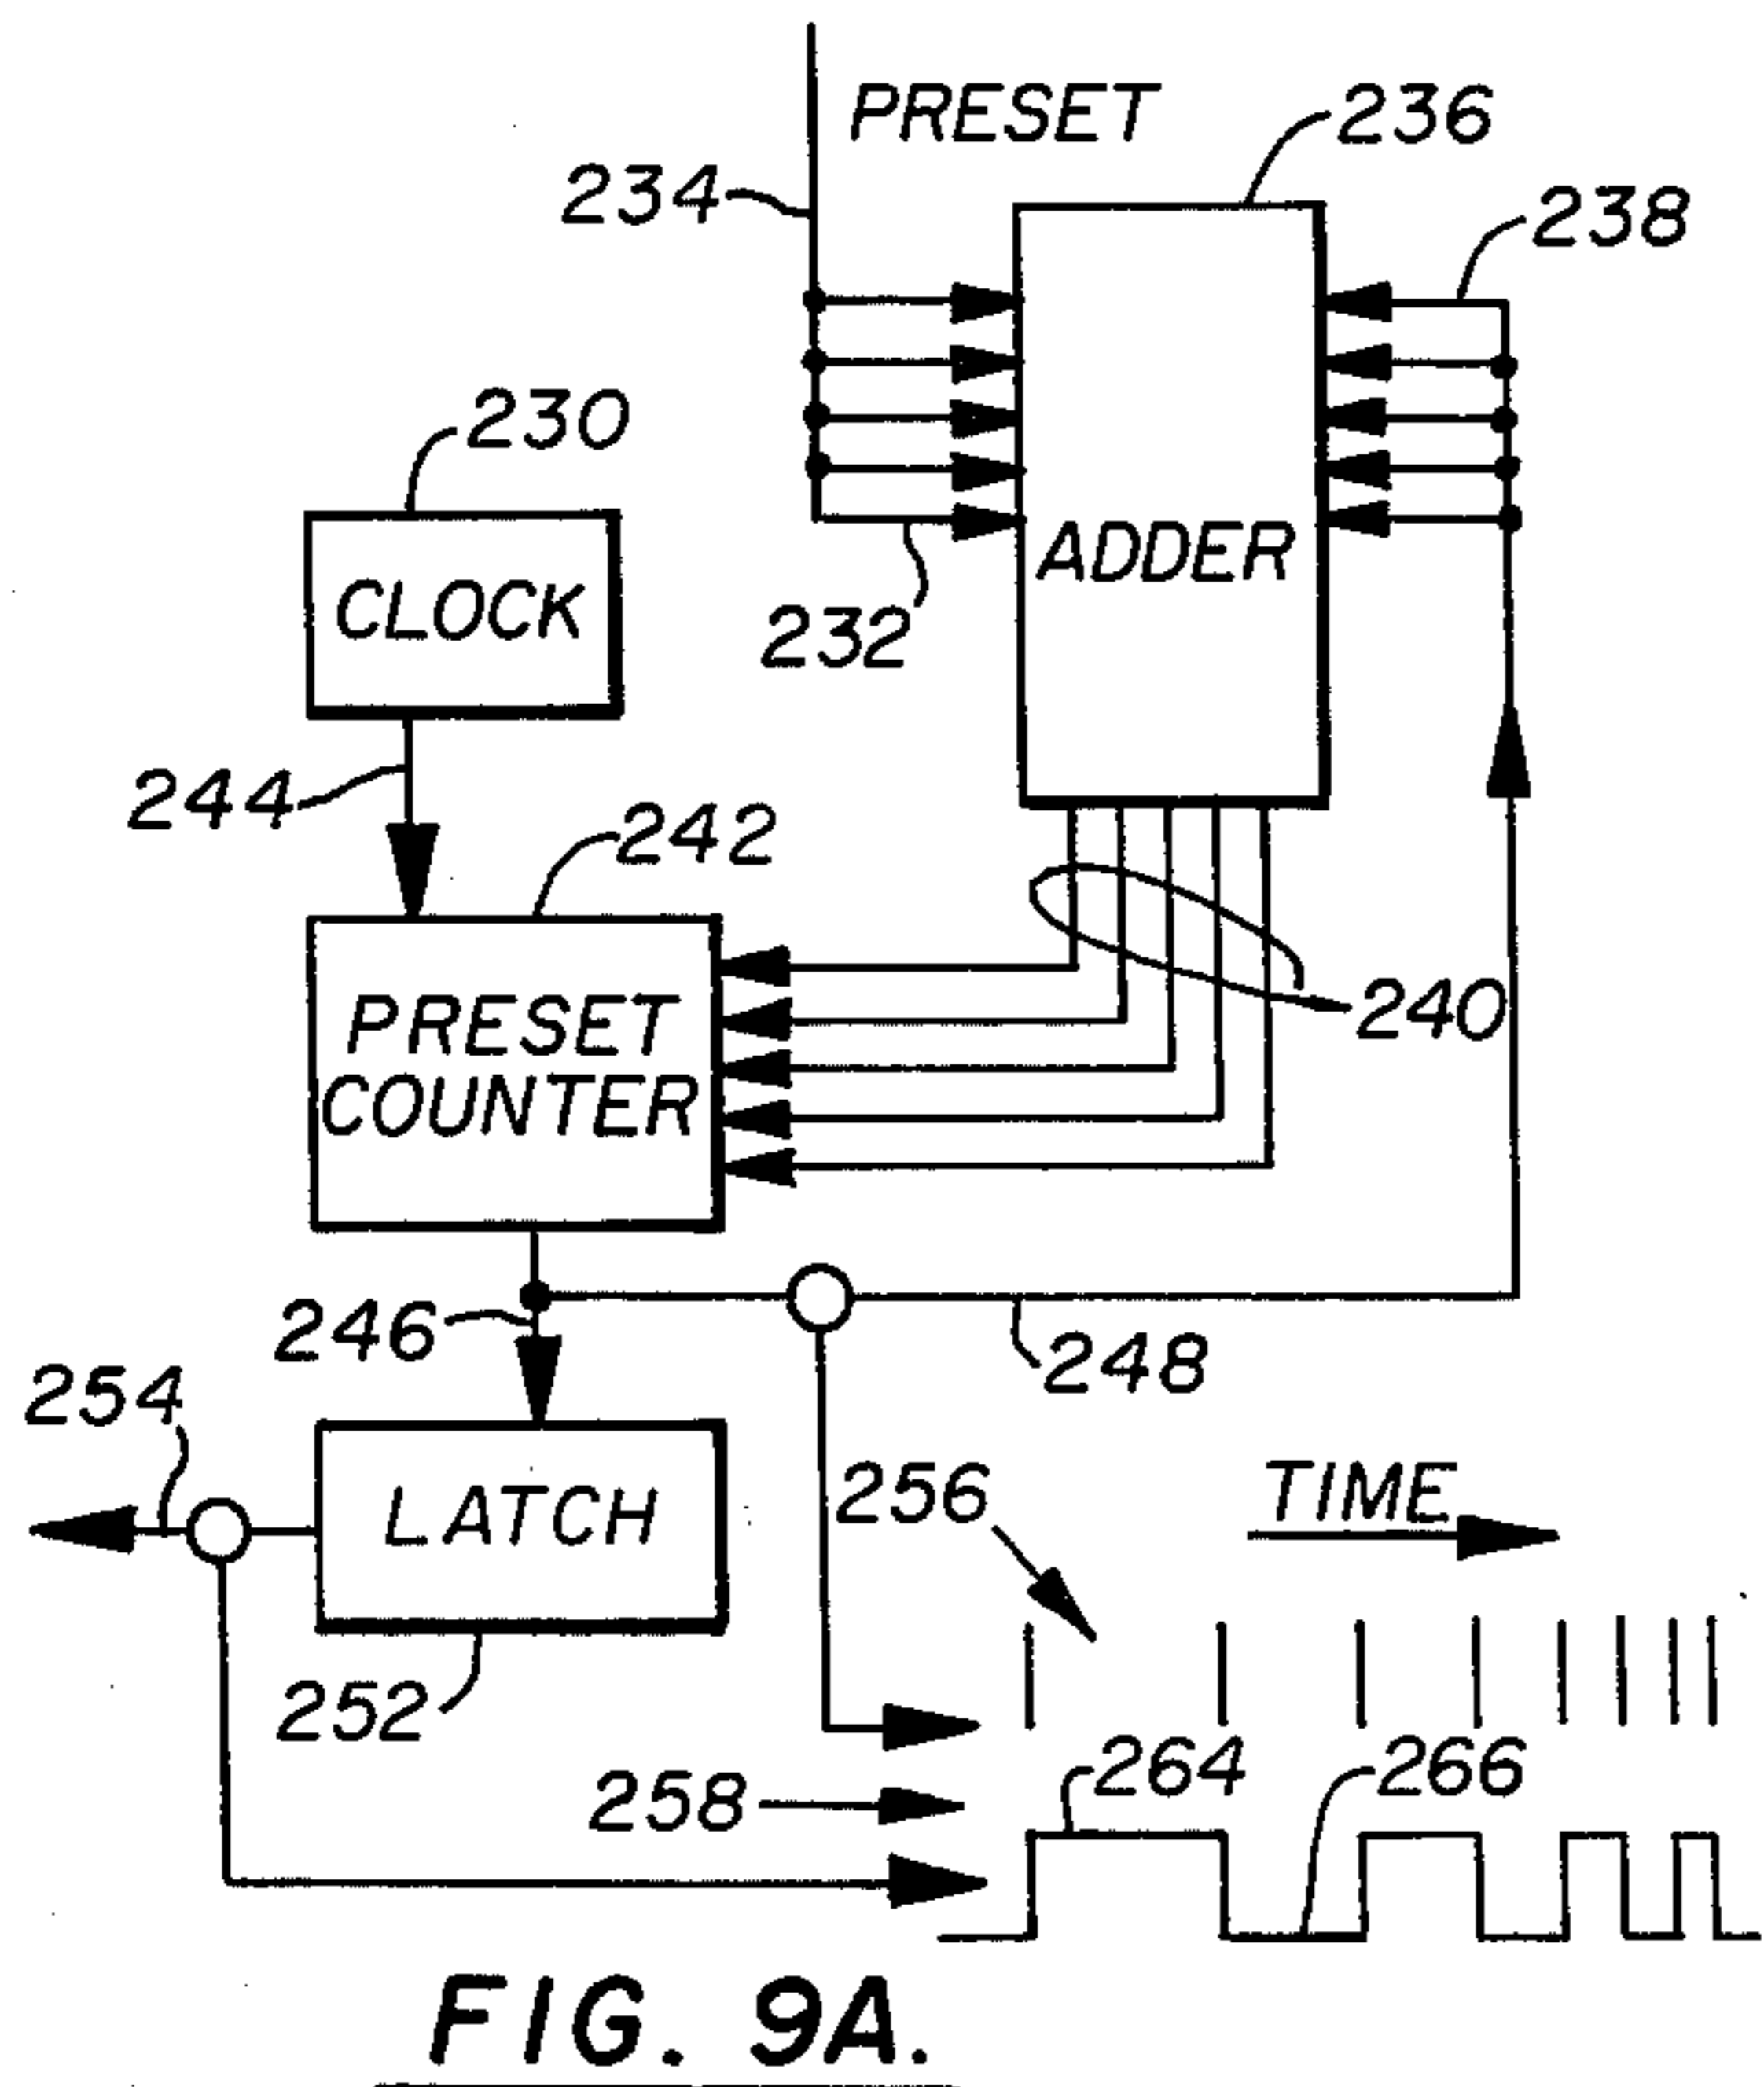 PRESET
236
234
238
230
CLOCK
ADDER
232
244
242
PRESET
COUNTER
240
246
248
254
LATCH
256
TIME
252
264
266
258
FIG. 9A.